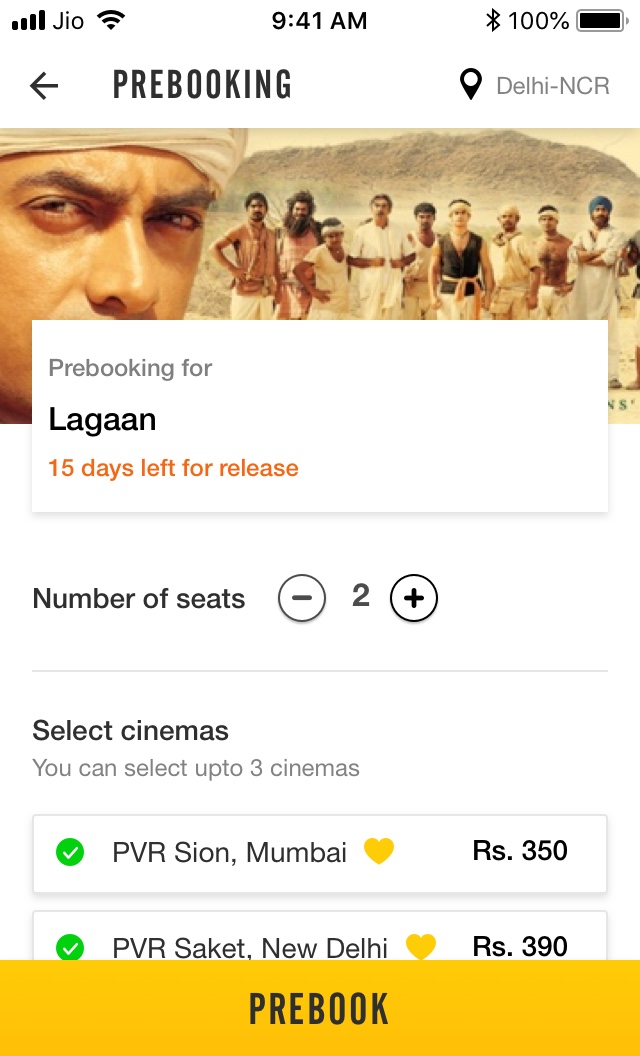 Jio 9:41 AM 100%
PREBOOKING Delhi-NCR
Prebooking for
Lagaan
15 days left for release
Number of seats 2
Select cinemas
You can select upto 3 cinemas
PVR Sion, Mumbai Rs. 350
PVR Saket, New Delhi Rs. 390
PREBOOK